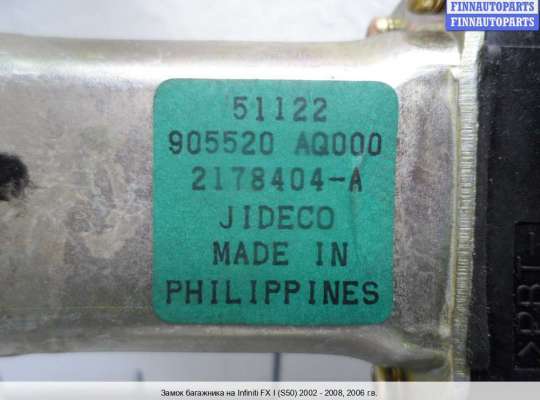 FINNAUTOPARTS
FINNAUTOPARTS
51122
905520 AQ000
2178404-A
JIDECO
MADE IN
PHILIPPINES
>PBT-
Замок багажника на Infiniti FX I (S50) 2002 - 2008, 2006 г.в.